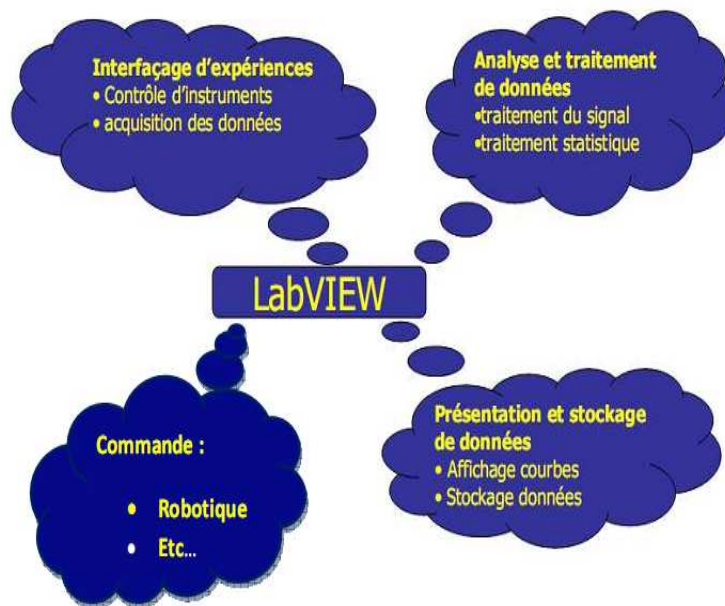 Interfaçage d'expériences
• Contrôle d'instruments
• acquisition des données
Analyse et traitement
de données
•traitement du signal
•traitement statistique
LabVIEW
Commande :
• Robotique
• Etc...
Présentation et stockage
de données
• Affichage courbes
• Stockage données